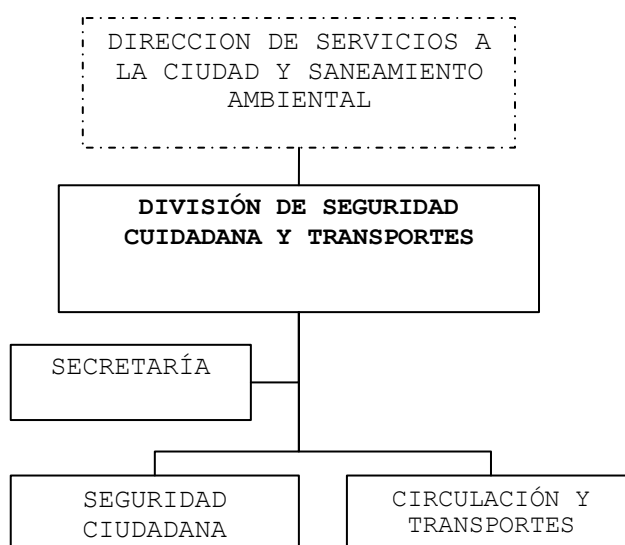 DIRECCION DE SERVICIOS A
LA CIUDAD Y SANEAMIENTO
AMBIENTAL
DIVISIÓN DE SEGURIDAD
CUIDADANA Y TRANSPORTES
SECRETARÍA
SEGURIDAD
CIUDADANA
CIRCULACIÓN Y
TRANSPORTES